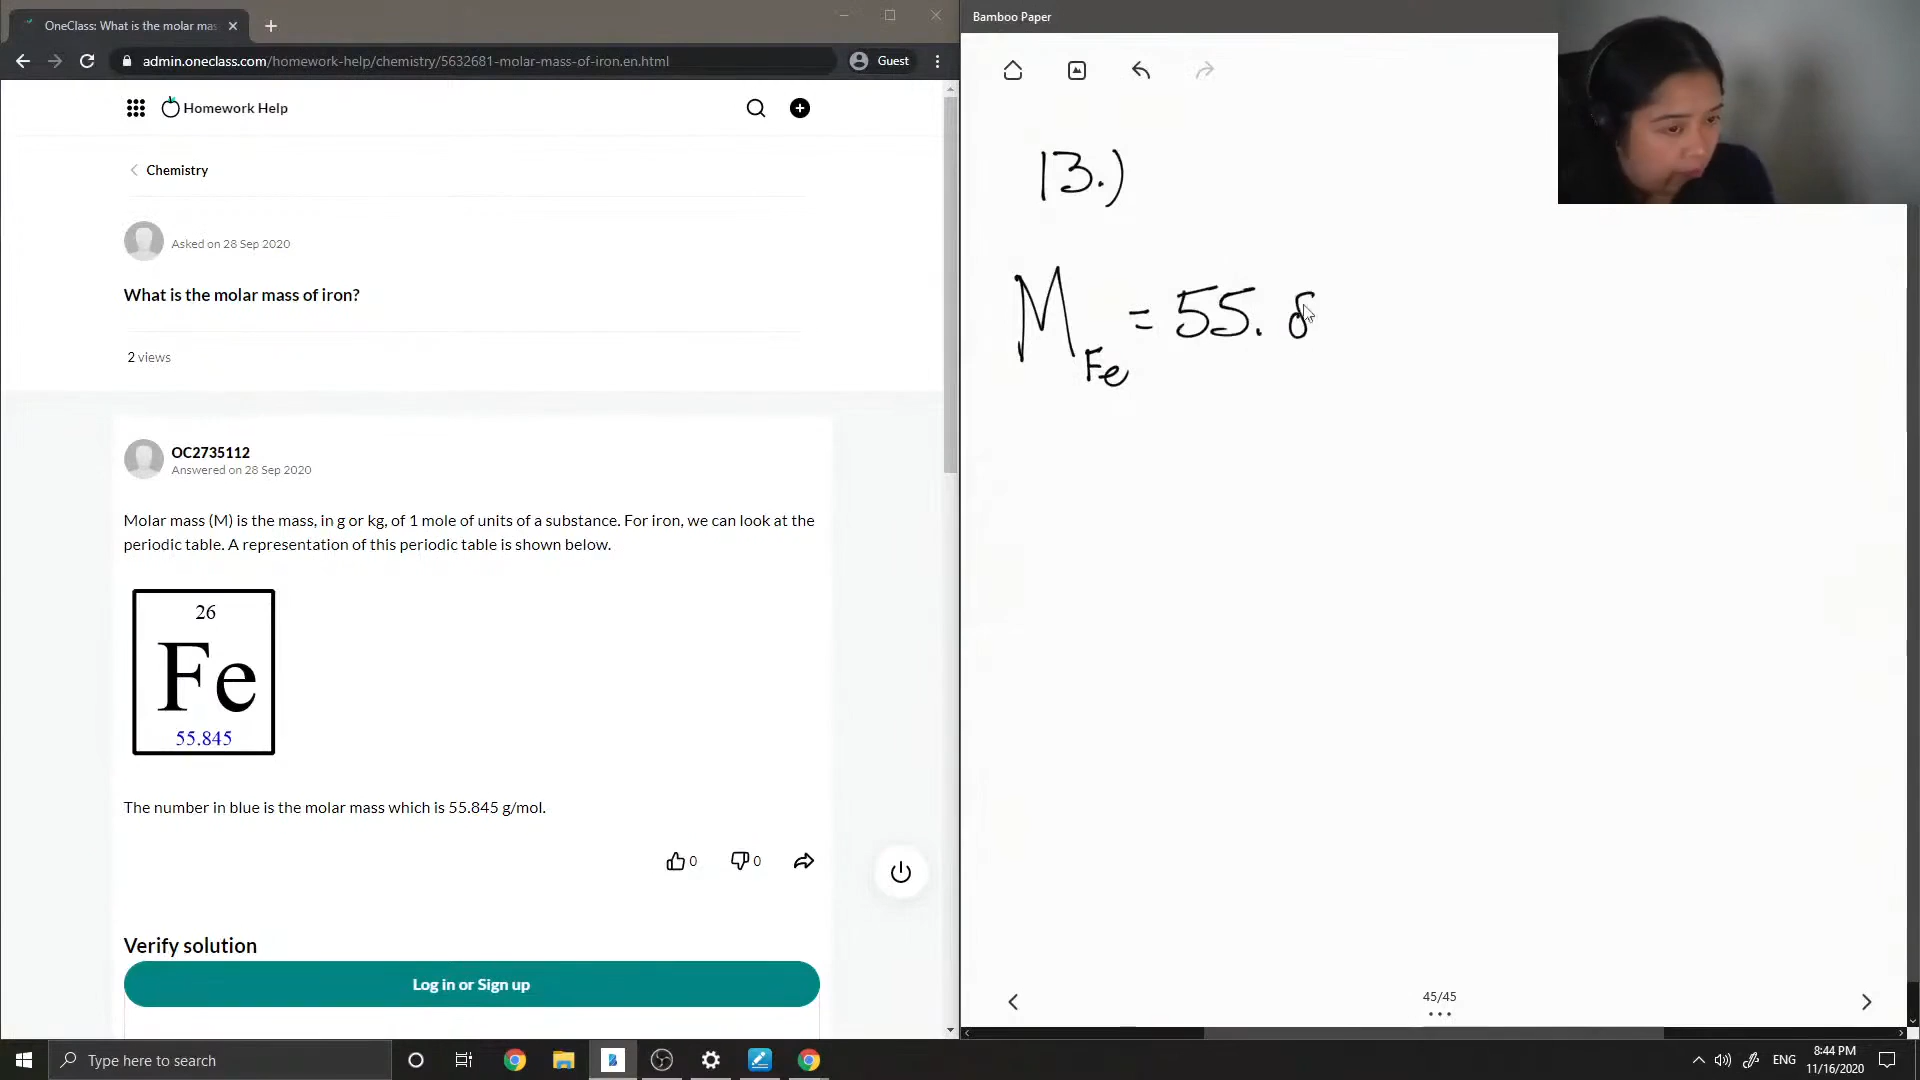 OneClass: What is the molar mas
admin.oneclass.com/homework-help/chemistry/5632681-molar-mass-of-iron.en.html
Guest
Homework Help
Chemistry
Asked on 28 Sep 2020
What is the molar mass of iron?
2 views
OC2735112
Answered on 28 Sep 2020
Molar mass (M) is the mass, in g or kg, of 1 mole of units of a substance. For iron, we can look at the
periodic table. A representation of this periodic table is shown below.
26
Fe
55.845
The number in blue is the molar mass which is 55.845 g/mol.
0
0
Verify solution
Log in or Sign up
Bamboo Paper
13.)
M Fe = 55. 8
45/45
Type here to search
ENG
8:44 PM
11/16/2020